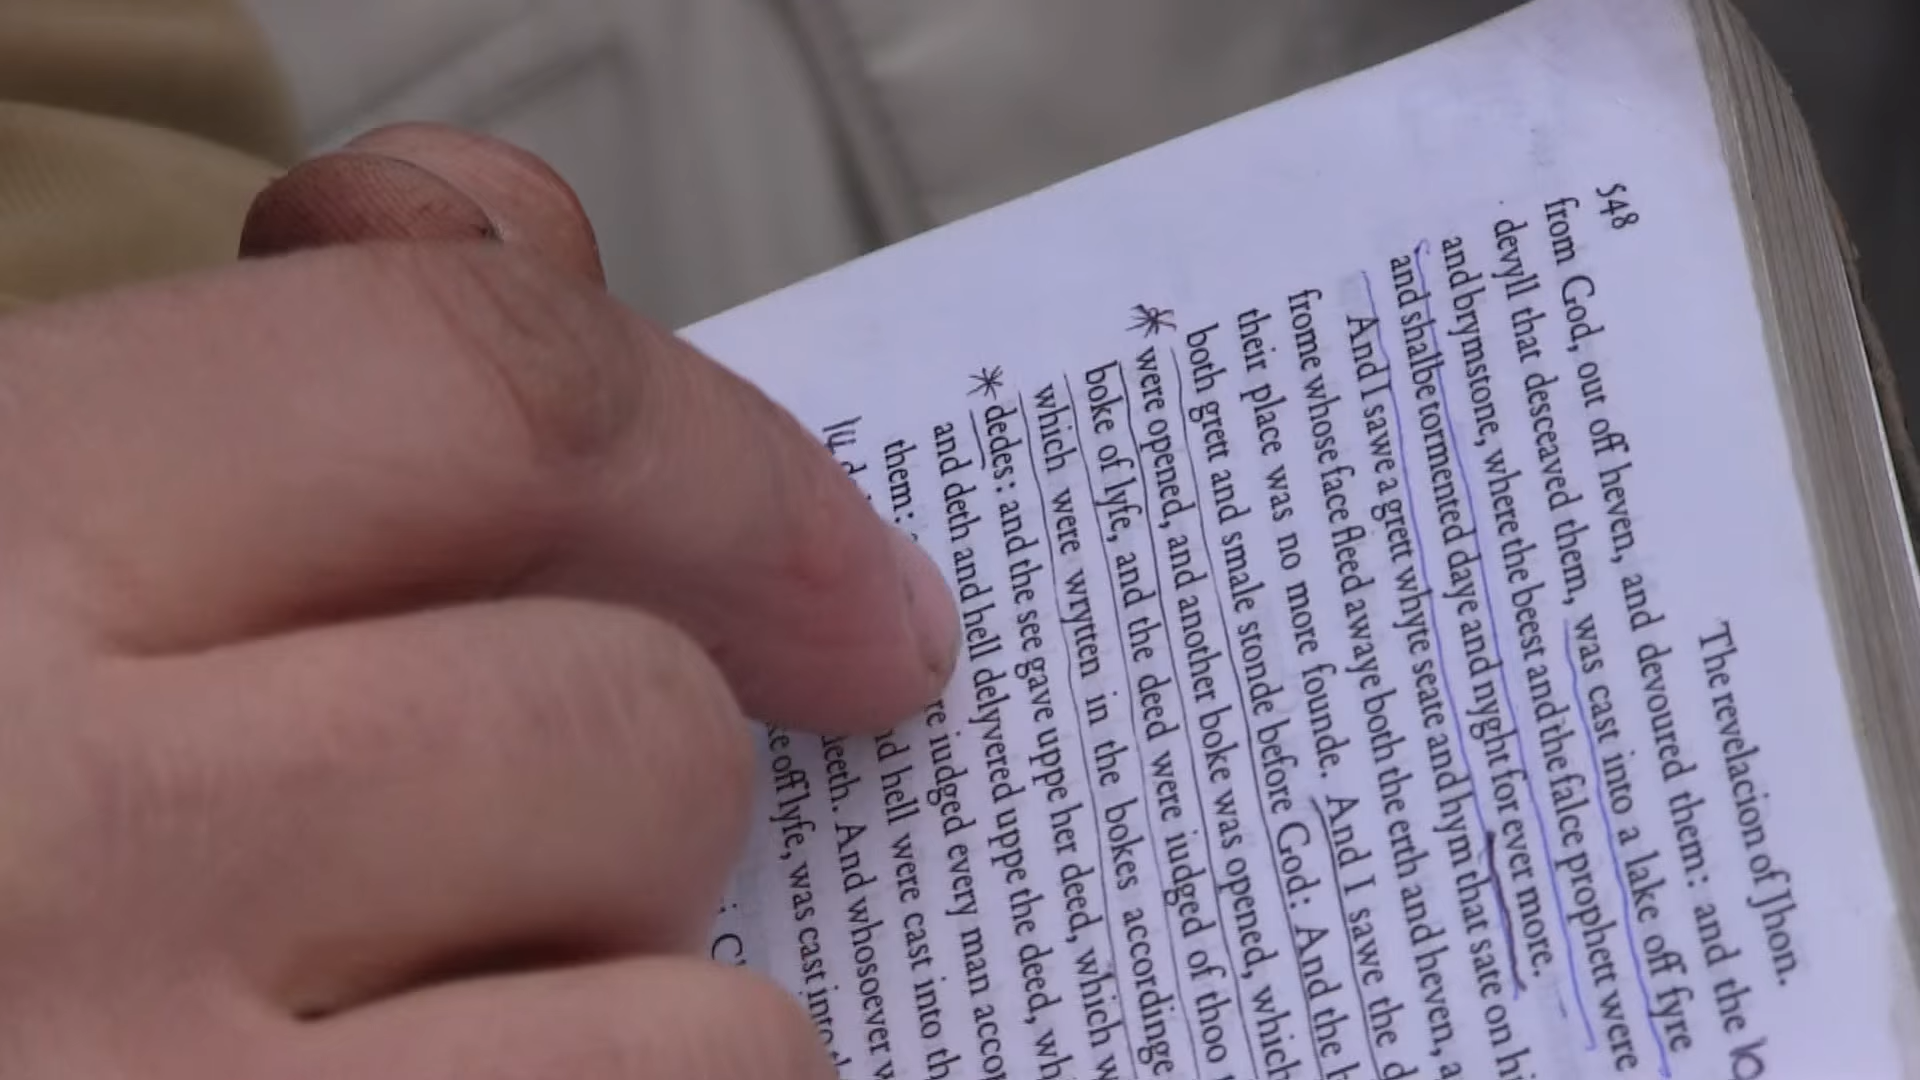 548
The revelacion of Jhon.
from God, out off heven, and devoured them: and the 10
devyll that desceaved them, was cast into a lake off fyre
and brymstone, where the beest and the falce prophett were
and shalbe tormented daye and nyght for ever more.
And I sawe a grett whyte seate and hym that sate on hi
frome whose face fleed awaye both the erth and heven, a
their place was no more founde. And I sawe the d
both grett and smale stonde before God: And the b
* were opened, and another boke was opened, which
boke of lyfe, and the deed were iudged of thoo
which were wrytten in the bokes accordinge
* dedes: and the see gave uppe her deed, which w
and deth and hell delyvered uppe the deed, wh
them: re iudged every man acco
14 nd hell were cast into th
deeth. And whosoever w
ke off lyfe, was cast into